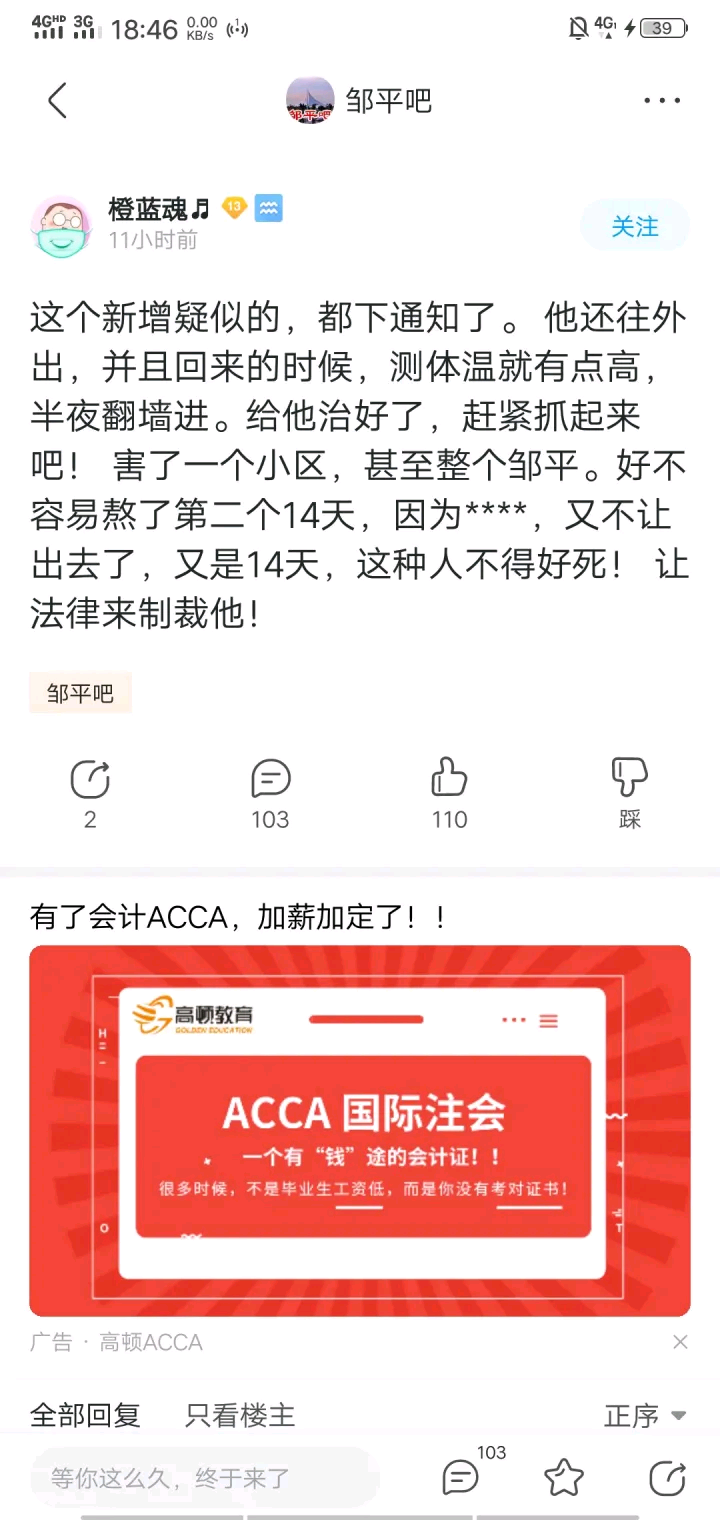 4GHD 3G 18:46 0.00 KB/s 4G 39
邹平吧
邹平吧
橙蓝魂♬ 13
11小时前
关注
这个新增疑似的，都下通知了。 他还往外
出，并且回来的时候，测体温就有点高，
半夜翻墙进。给他治好了，赶紧抓起来
吧！ 害了一个小区，甚至整个邹平。好不
容易熬了第二个14天，因为****，又不让
出去了，又是14天，这种人不得好死！ 让
法律来制裁他！
邹平吧
2 103 110 踩
有了会计ACCA，加薪加定了！！
高顿教育
GOLDEN EDUCATION
H
ACCA 国际注会
一个有“钱”途的会计证！！
很多时候，不是毕业生工资低，而是你没有考对证书！
O
T
广告 · 高顿ACCA
全部回复 只看楼主 正序
等你这么久，终于来了 103